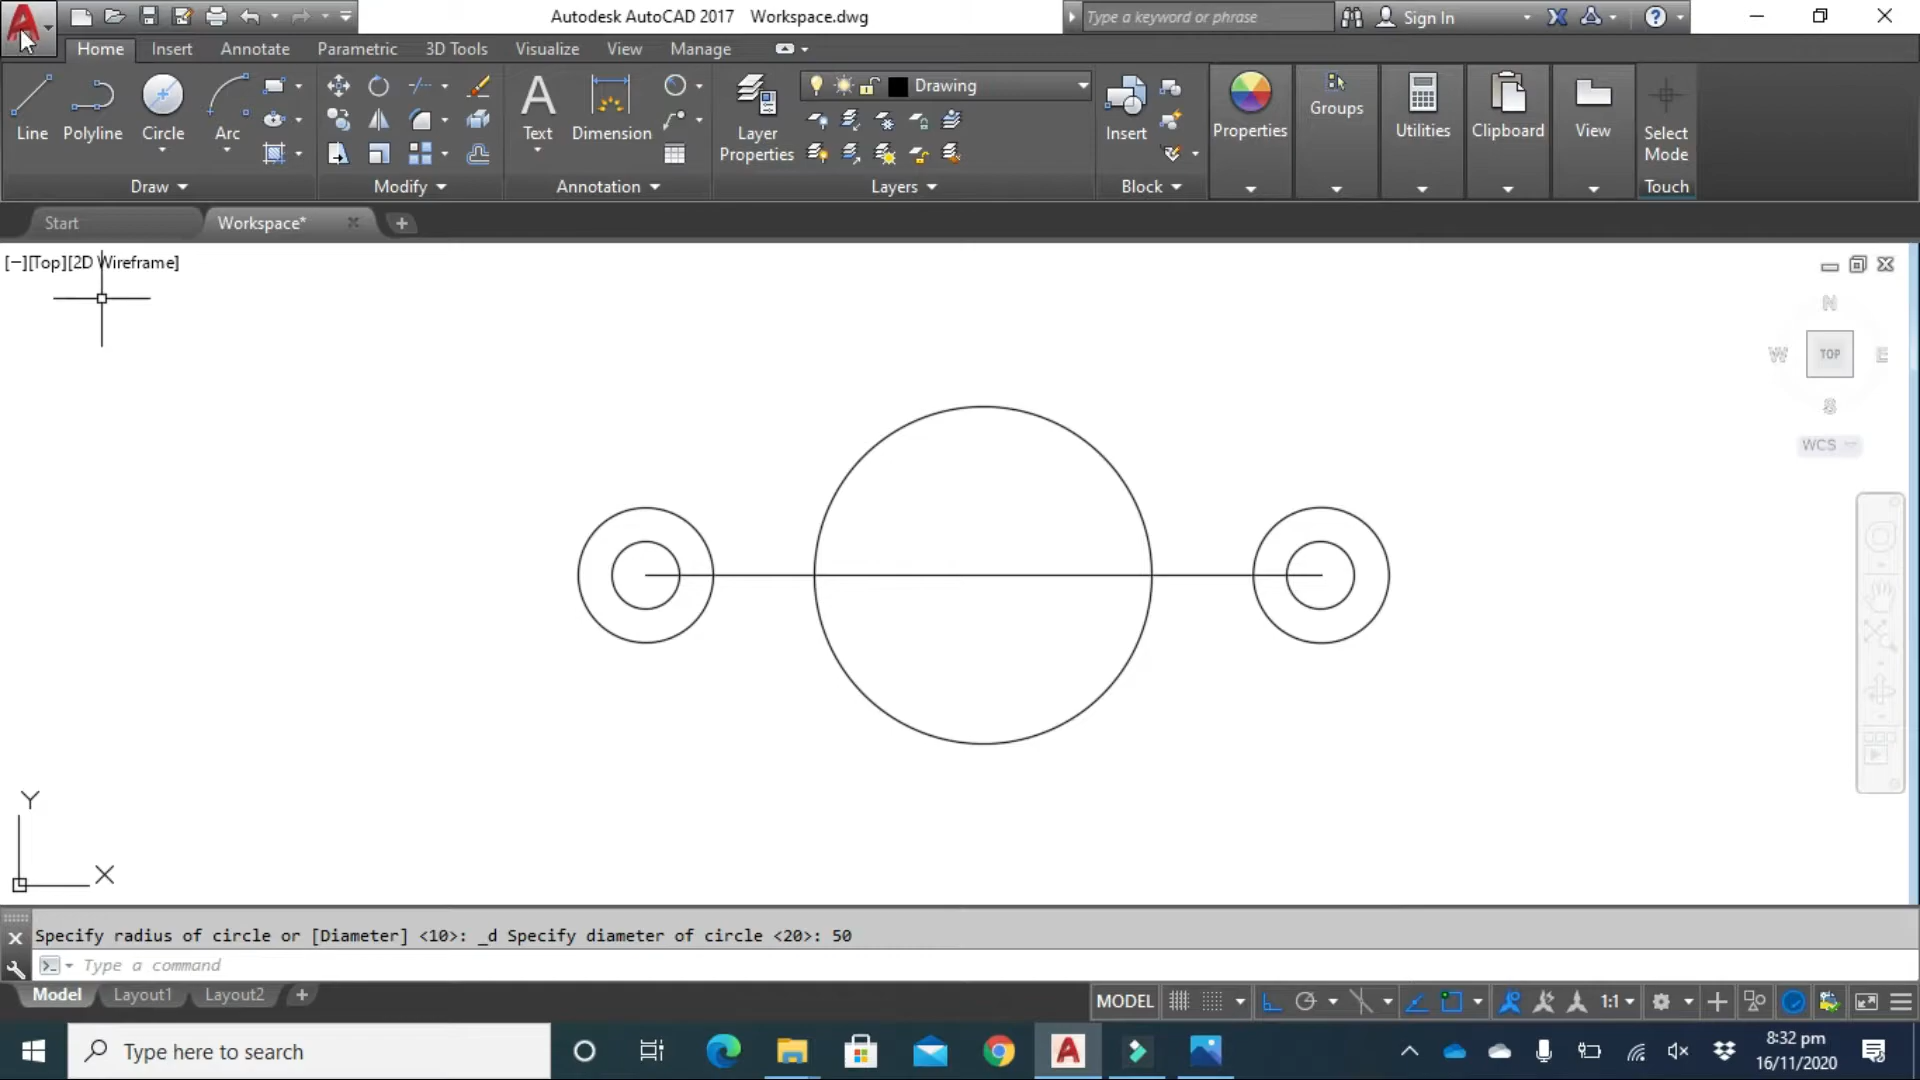 Autodesk AutoCAD 2017 Workspace.dwg
Type a keyword or phrase
Sign In
Home Insert Annotate Parametric 3D Tools Visualize View Manage
Line Polyline Circle Arc
Text Dimension
Layer Properties
Drawing
Insert
Properties
Groups
Utilities
Clipboard
View
Select Mode
Draw Modify Annotation Layers Block Touch
Start Workspace*
[−][Top][2D Wireframe]
N
W TOP E
S
WCS
Y
X
Specify radius of circle or [Diameter] <10>: _d Specify diameter of circle <20>: 50
Type a command
Model Layout1 Layout2 +
MODEL 1:1
Type here to search
8:32 pm
16/11/2020